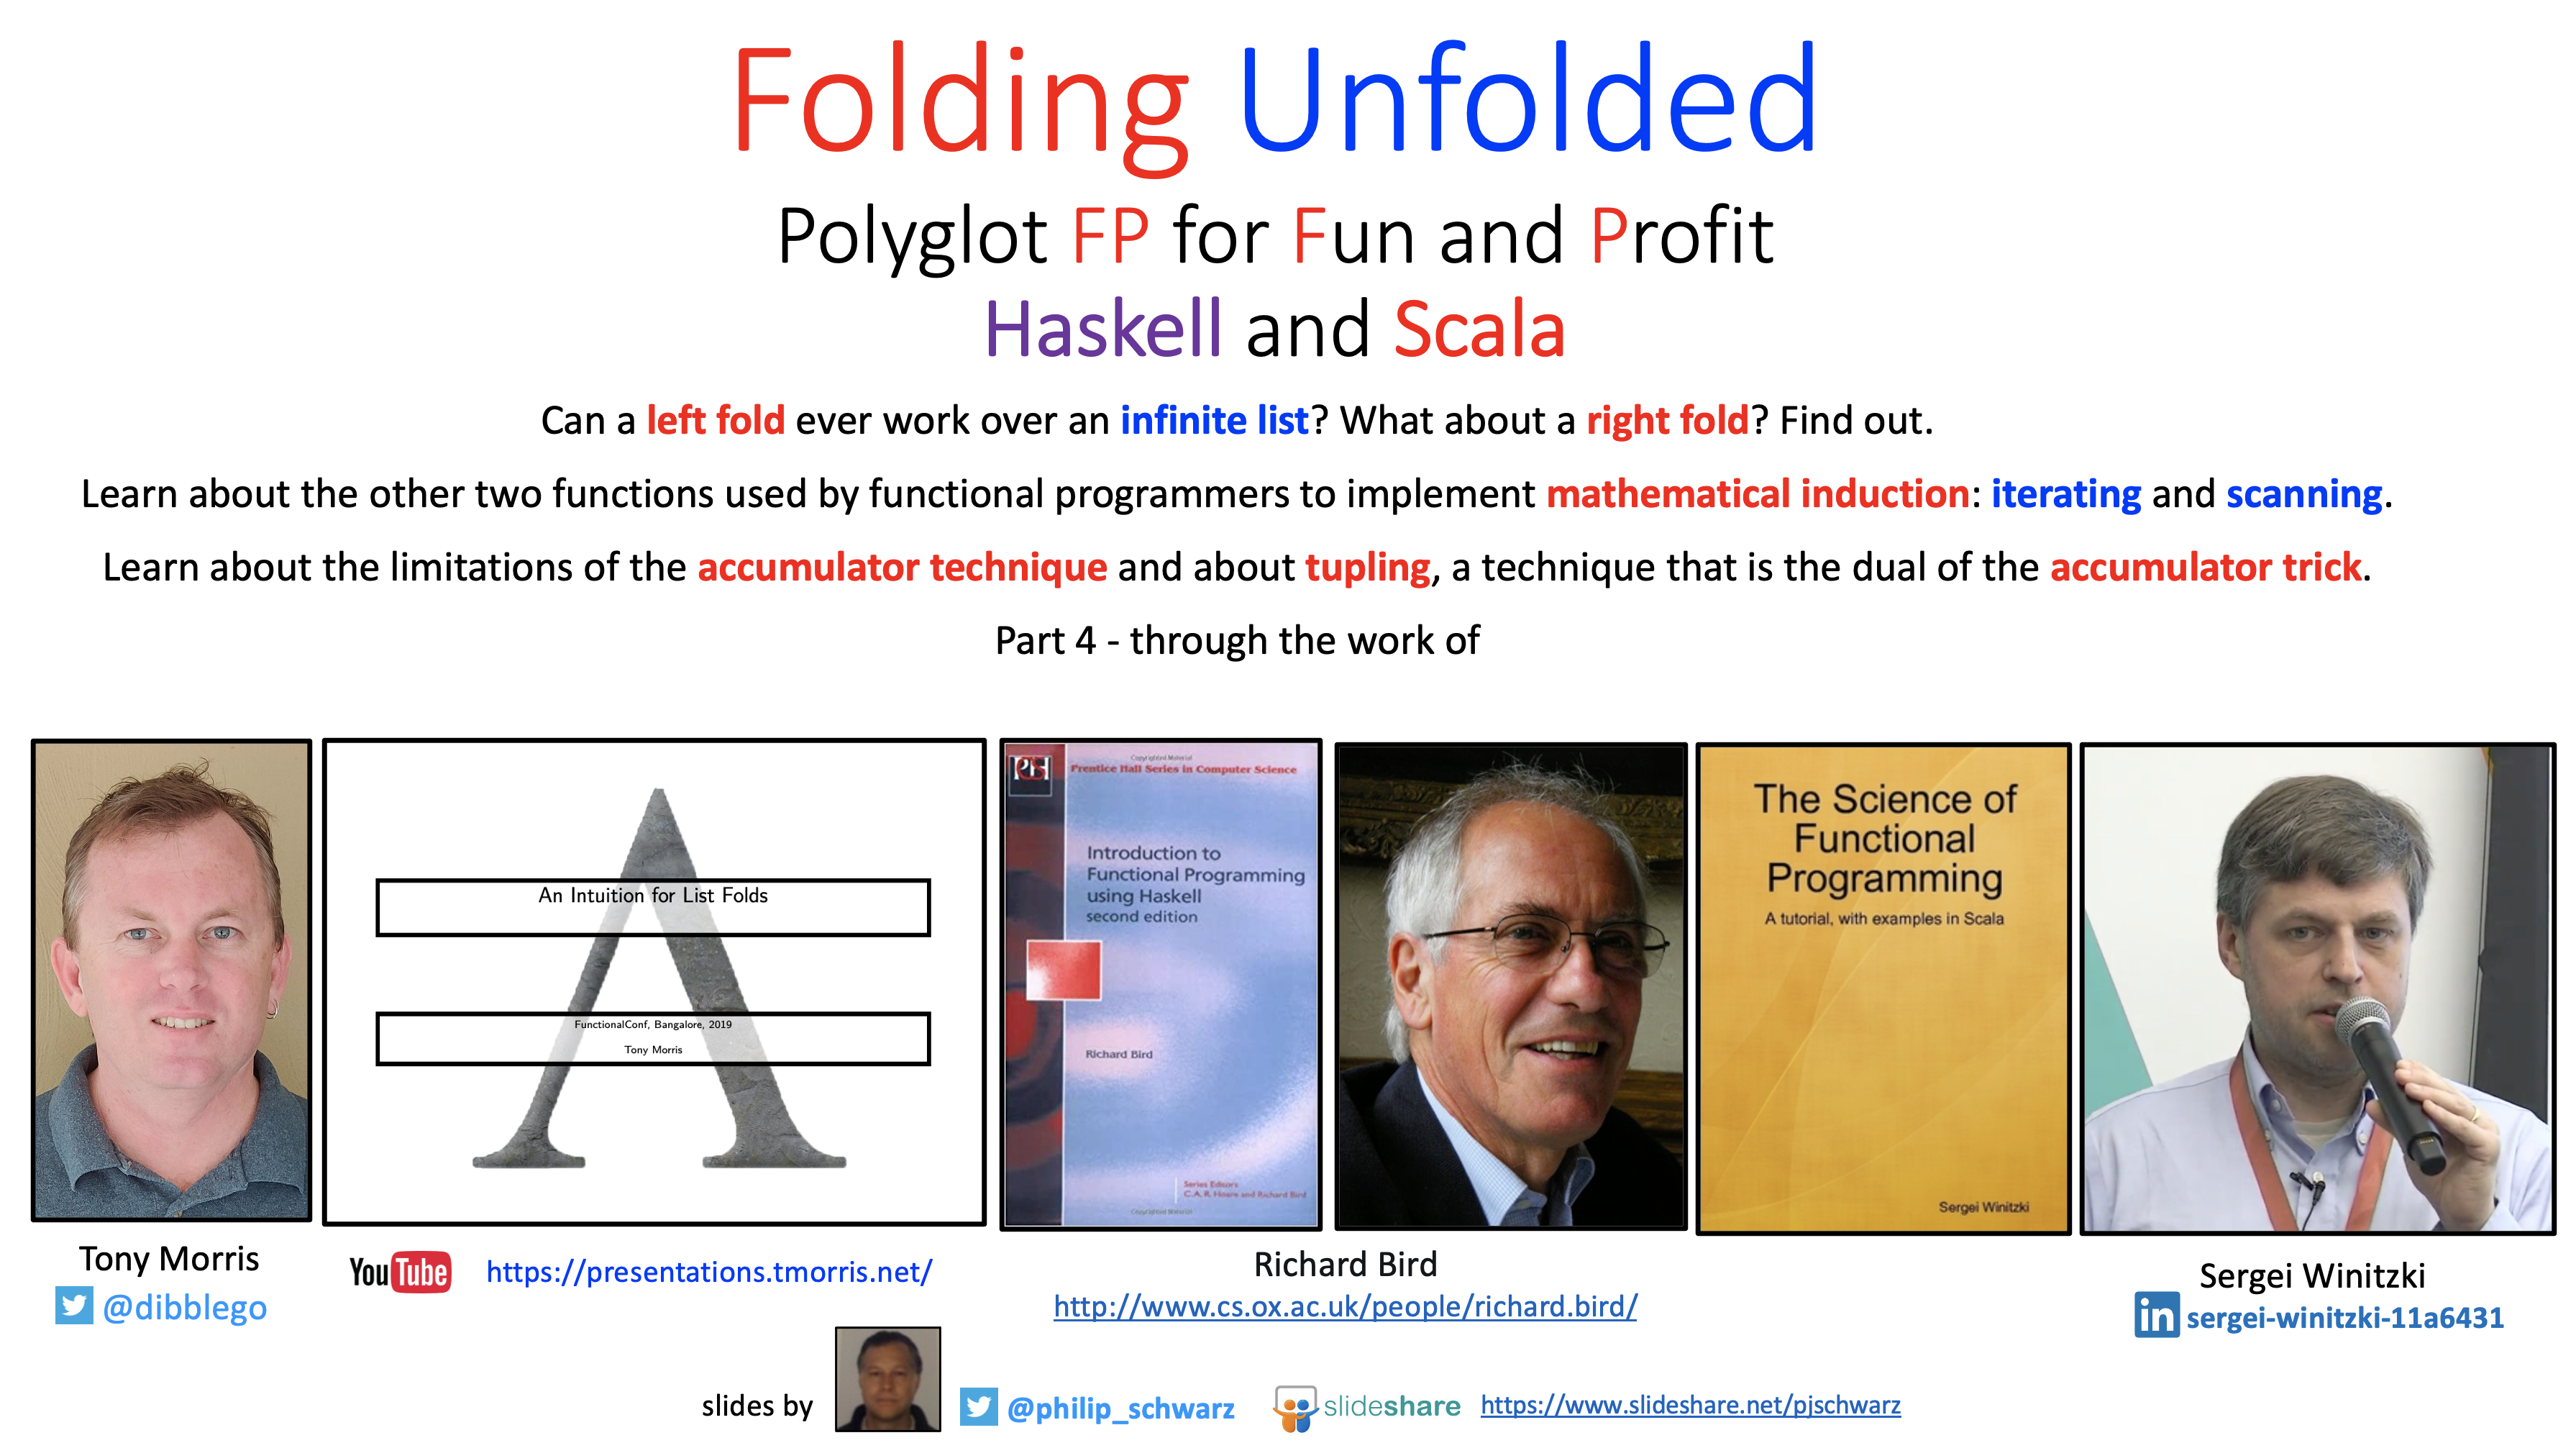 Folding Unfolded
Polyglot FP for Fun and Profit
Haskell and Scala
Can a left fold ever work over an infinite list? What about a right fold? Find out.
Learn about the other two functions used by functional programmers to implement mathematical induction: iterating and scanning.
Learn about the limitations of the accumulator technique and about tupling, a technique that is the dual of the accumulator trick.
Part 4 - through the work of
An Intuition for List Folds
FunctionalConf, Bangalore, 2019
Tony Morris
Copyrighted Material
PH
Prentice Hall Series in Computer Science
Introduction to
Functional Programming
using Haskell
second edition
Richard Bird
Series Editors
C.A.R. Hoare and Richard Bird
Copyrighted Material
The Science of
Functional
Programming
A tutorial, with examples in Scala
Sergei Winitzki
Tony Morris
@dibblego
YouTube
https://presentations.tmorris.net/
Richard Bird
http://www.cs.ox.ac.uk/people/richard.bird/
Sergei Winitzki
in sergei-winitzki-11a6431
slides by
@philip_schwarz
slideshare
https://www.slideshare.net/pjschwarz